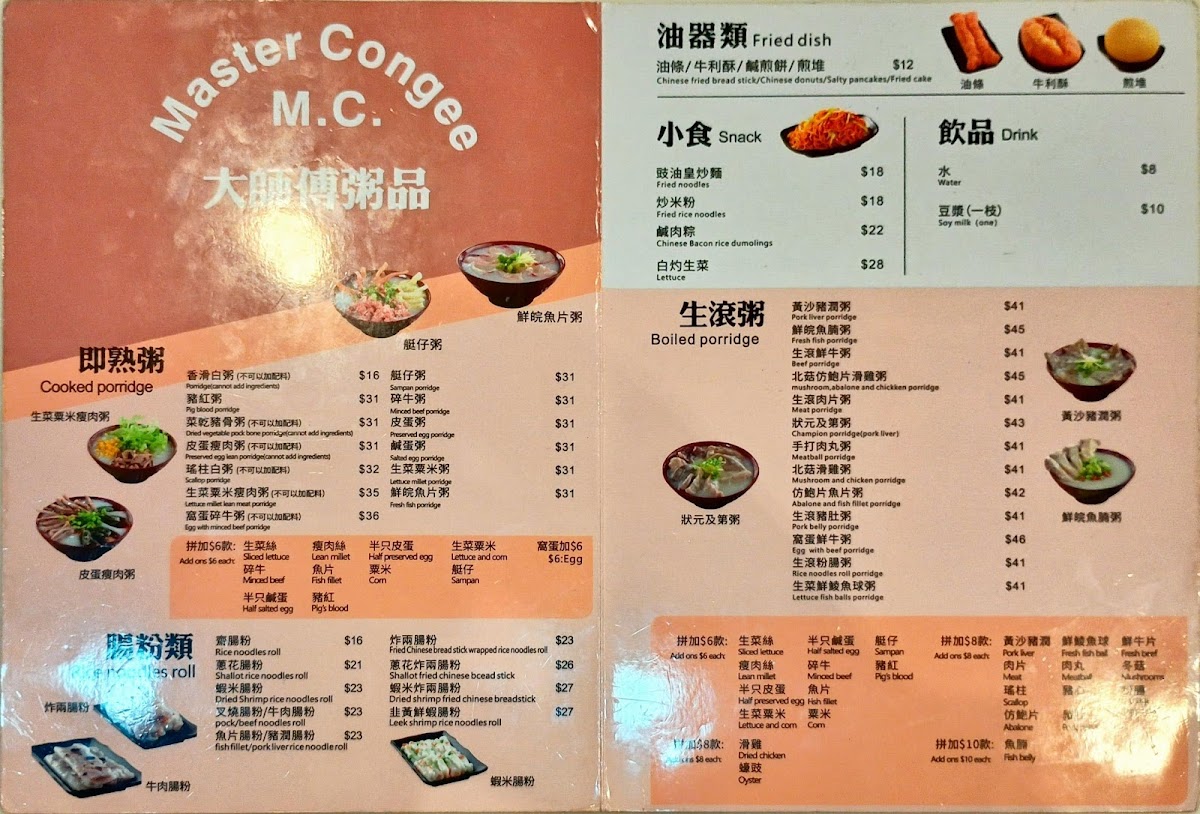 Master Congee
M.C.
大師傅粥品
鮮皖魚片粥
艇仔粥
即熟粥
Cooked porridge
生菜粟米瘦肉粥
皮蛋瘦肉粥
香滑白粥(不可以加配料) $16
Porridge(cannot add ingredients)
豬紅粥 $31
Pig blood porridge
菜乾豬骨粥(不可以加配料) $31
Dried vegetable pock bone porridge(cannot add ingredients)
皮蛋瘦肉粥(不可以加配料) $31
Preserved egg lean porridge(cannot add ingredients)
瑤柱白粥(不可以加配料) $32
Scallop porridge
生菜粟米瘦肉粥(不可以加配料) $35
Lettuce millet lean meat porridge
窩蛋碎牛粥(不可以加配料) $36
Egg with minced beef porridge
艇仔粥 $31
Sampan porridge
碎牛粥 $31
Minced beef porridge
皮蛋粥 $31
Preserved egg porridge
鹹蛋粥 $31
Salted egg porridge
生菜粟米粥 $31
Lettuce millet porridge
鮮皖魚片粥 $31
Fresh fish porridge
拼加$6款: 生菜絲 瘦肉絲 半只皮蛋 生菜粟米 窩蛋加$6
Add ons $6 each: Sliced lettuce Lean millet Half preserved egg Lettuce and corn $6:Egg
碎牛 魚片 粟米 艇仔
Minced beef Fish fillet Corn Sampan
半只鹹蛋 豬紅
Half salted egg Pig's blood
腸粉類
Rice noodles roll
炸兩腸粉
牛肉腸粉
齋腸粉 $16
Rice noodles roll
蔥花腸粉 $21
Shallot rice noodles roll
蝦米腸粉 $23
Dried Shrimp rice noodles roll
叉燒腸粉/牛肉腸粉 $23
pock/beef noodles roll
魚片腸粉/豬潤腸粉 $23
fish fillet/pork liver rice noodle roll
炸兩腸粉 $23
Fried Chinese bread stick wrapped rice noodles roll
蔥花炸兩腸粉 $26
Shallot fried chinese bcead stick
蝦米炸兩腸粉 $27
Dried shrimp fried chinese breadstick
韭黃鮮蝦腸粉 $27
Leek shrimp rice noodles roll
蝦米腸粉
油器類 Fried dish
油條/牛利酥/鹹煎餅/煎堆 $12
Chinese fried bread stick/Chinese donuts/Salty pancakes/Fried cake
油條 牛利酥 煎堆
小食 Snack
豉油皇炒麵 $18
Fried noodles
炒米粉 $18
Fried rice noodles
鹹肉粽 $22
Chinese Bacon rice dumolings
白灼生菜 $28
Lettuce
飲品 Drink
水 $8
Water
豆漿(一枝) $10
Soy milk (one)
生滾粥
Boiled porridge
狀元及第粥
黃沙豬潤粥 $41
Pork liver porridge
鮮皖魚腩粥 $45
Fresh fish porridge
生滾鮮牛粥 $41
Beef porridge
北菇仿鮑片滑雞粥 $45
mushroom,abalone and chickken porridge
生滾肉片粥 $41
Meat porridge
狀元及第粥 $43
Champion porridge(pork liver)
手打肉丸粥 $41
Meatball porridge
北菇滑雞粥 $41
Mushroom and chicken porridge
仿鮑片魚片粥 $42
Abalone and fish fillet porridge
生滾豬肚粥 $41
Pork belly porridge
窩蛋鮮牛粥 $46
Egg with beef porridge
生滾粉腸粥 $41
Rice noodles roll porridge
生菜鮮鯪魚球粥 $41
Lettuce fish balls porridge
黃沙豬潤粥
鮮皖魚腩粥
拼加$6款: 生菜絲 半只鹹蛋 艇仔
Add ons $6 each: Sliced lettuce Half salted egg Sampan
瘦肉絲 碎牛 豬紅
Lean millet Minced beef Pig's blood
半只皮蛋 魚片
Half preserved egg Fish fillet
生菜粟米 粟米
Lettuce and corn Corn
拼加$8款: 滑雞
Add ons $8 each: Dried chicken
蠔豉
Oyster
拼加$8款: 黃沙豬潤 鮮鯪魚球 鮮牛片
Add ons $8 each: Pork liver Fresh fish ball Fresh bref
肉片 肉丸 冬菇
Meat Meatball Mushrooms
瑤柱 豬心
Scallop
仿鮑片
Abalone
拼加$10款: 魚腩
Add ons $10 each: Fish belly